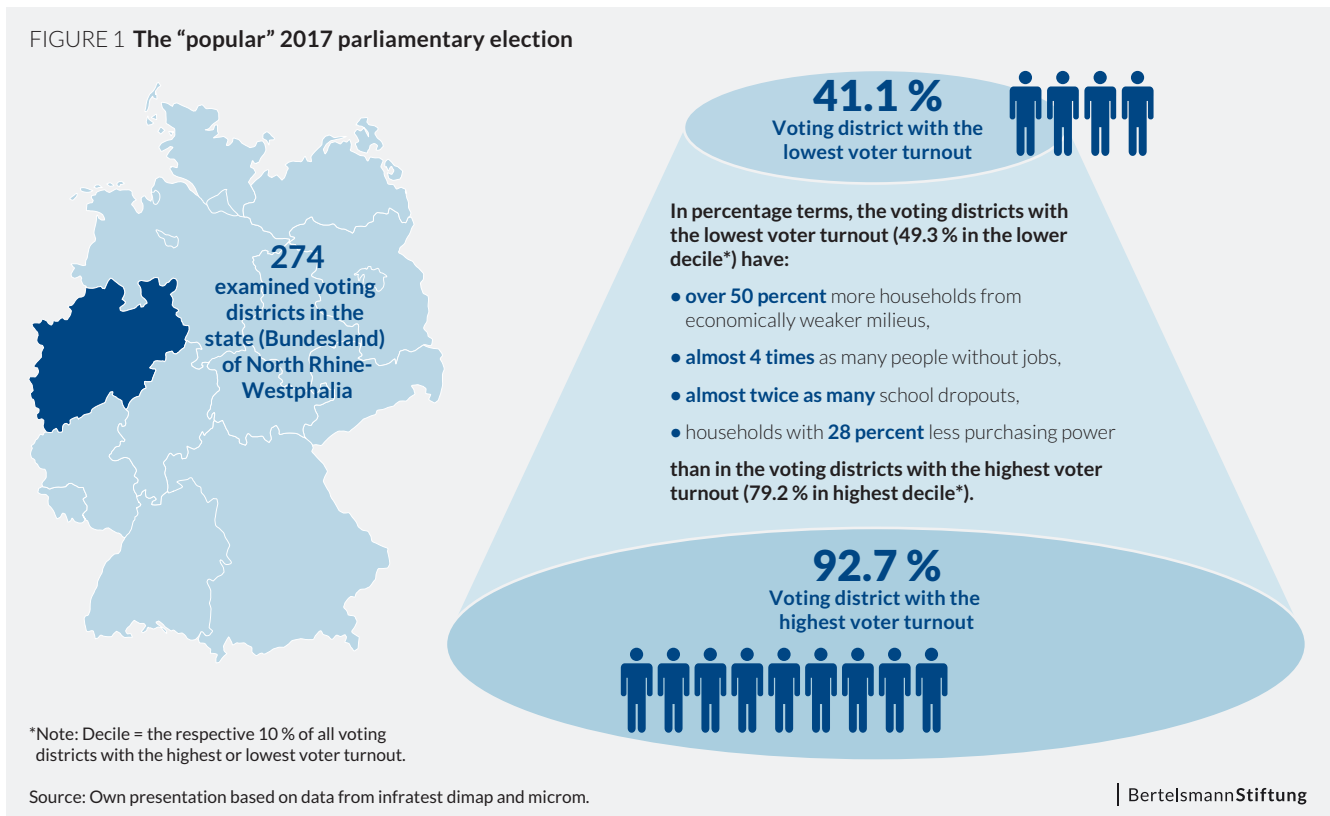 FIGURE 1 The “popular” 2017 parliamentary election
274
examined voting
districts in the
state (Bundesland)
of North Rhine-
Westphalia
41.1 %
Voting district with the
lowest voter turnout
In percentage terms, the voting districts with
the lowest voter turnout (49.3 % in the lower
decile*) have:
• over 50 percent more households from
economically weaker milieus,
• almost 4 times as many people without jobs,
• almost twice as many school dropouts,
• households with 28 percent less purchasing power
than in the voting districts with the highest voter
turnout (79.2 % in highest decile*).
92.7 %
Voting district with the
highest voter turnout
*Note: Decile = the respective 10 % of all voting
districts with the highest or lowest voter turnout.
Source: Own presentation based on data from infratest dimap and microm.
BertelsmannStiftung